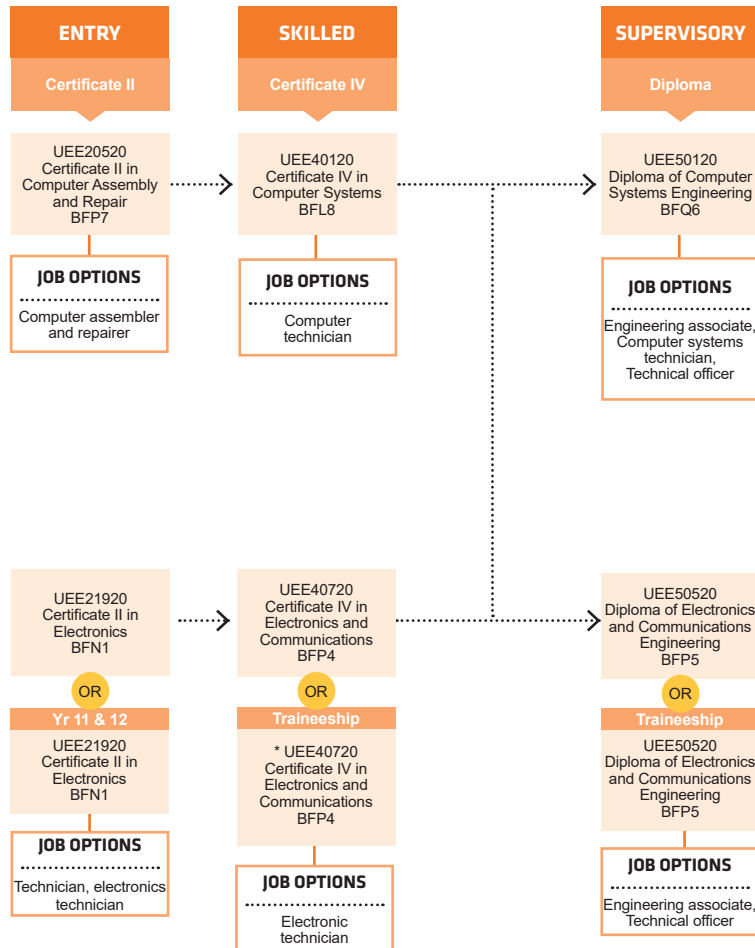 ENTRY
SKILLED
SUPERVISORY
Certificate II
Certificate IV
Diploma
UEE20520
Certificate II in
Computer Assembly
and Repair
BFP7
UEE40120
Certificate IV in
Computer Systems
BFL8
UEE50120
Diploma of Computer
Systems Engineering
BFQ6
JOB OPTIONS
Computer assembler
and repairer
JOB OPTIONS
Computer
technician
JOB OPTIONS
Engineering associate,
Computer systems
technician,
Technical officer
UEE21920
Certificate II in
Electronics
BFN1
UEE40720
Certificate IV in
Electronics and
Communications
BFP4
UEE50520
Diploma of Electronics
and Communications
Engineering
BFP5
OR
OR
OR
Yr 11 & 12
UEE21920
Certificate II in
Electronics
BFN1
Traineeship
* UEE40720
Certificate IV in
Electronics and
Communications
BFP4
Traineeship
UEE50520
Diploma of Electronics
and Communications
Engineering
BFP5
JOB OPTIONS
Technician, electronics
technician
JOB OPTIONS
Electronic
technician
JOB OPTIONS
Engineering associate,
Technical officer